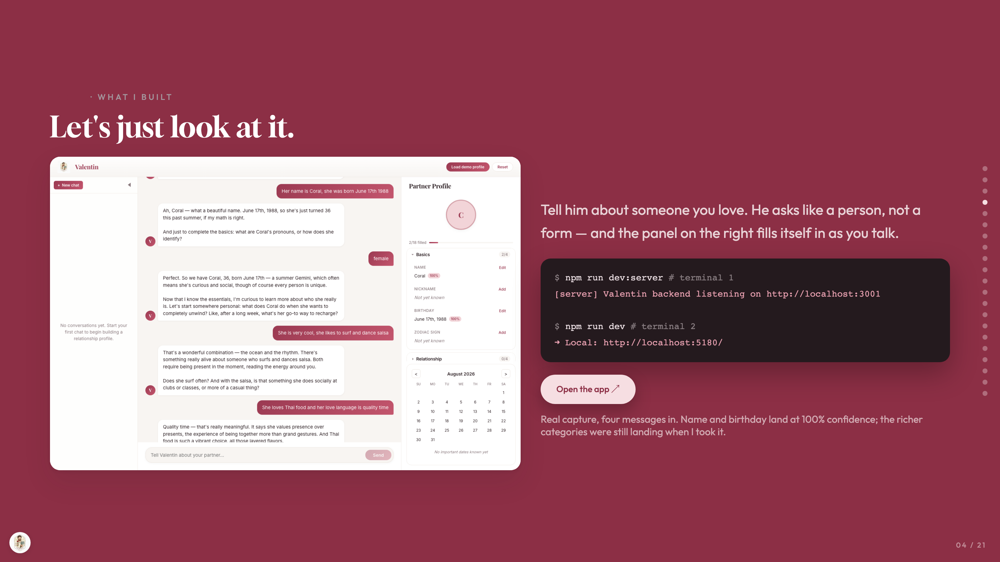 · WHAT I BUILT
Let's just look at it.
Valentin
Load demo profile
Reset
+ New chat
No conversations yet. Start your
first chat to begin building a
relationship profile.
Her name is Coral, she was born June 17th 1988
Ah, Coral — what a beautiful name. June 17th, 1988, so she's just turned 36
this past summer, if my math is right.
And just to complete the basics: what are Coral's pronouns, or how does she
identify?
V
female
Perfect. So we have Coral, 36, born June 17th — a summer Gemini, which often
means she's curious and social, though of course every person is unique.
Now that I know the essentials, I'm curious to learn more about who she really
is. Let's start somewhere personal: what does Coral do when she wants to
completely unwind? Like, after a long week, what's her go-to way to recharge?
V
She is very cool, she likes to surf and dance salsa
That's a wonderful combination — the ocean and the rhythm. There's
something really alive about someone who surfs and dances salsa. Both
require being present in the moment, reading the energy around you.
Does she surf often? And with the salsa, is that something she does socially at
clubs or classes, or more of a casual thing?
V
She loves Thai food and her love language is quality time
Quality time — that's really meaningful. It says she values presence over
presents, the experience of being together more than grand gestures. And Thai
food is such a vibrant choice, all those layered flavors.
Tell Valentin about your partner...
Send
Partner Profile
C
2/18 filled
Basics 2/4
NAME Edit
Coral 100%
NICKNAME Add
Not yet known
BIRTHDAY Edit
June 17th, 1988 100%
ZODIAC SIGN Add
Not yet known
Relationship 0/4
< August 2026 >
SU MO TU WE TH FR SA
1
2 3 4 5 6 7 8
9 10 11 12 13 14 15
16 17 18 19 20 21 22
23 24 25 26 27 28 29
30 31
No important dates known yet
Tell him about someone you love. He asks like a person, not a
form — and the panel on the right fills itself in as you talk.
$ npm run dev:server # terminal 1
[server] Valentin backend listening on http://localhost:3001
$ npm run dev # terminal 2
➜ Local: http://localhost:5180/
Open the app ↗
Real capture, four messages in. Name and birthday land at 100% confidence; the richer
categories were still landing when I took it.
04 / 21